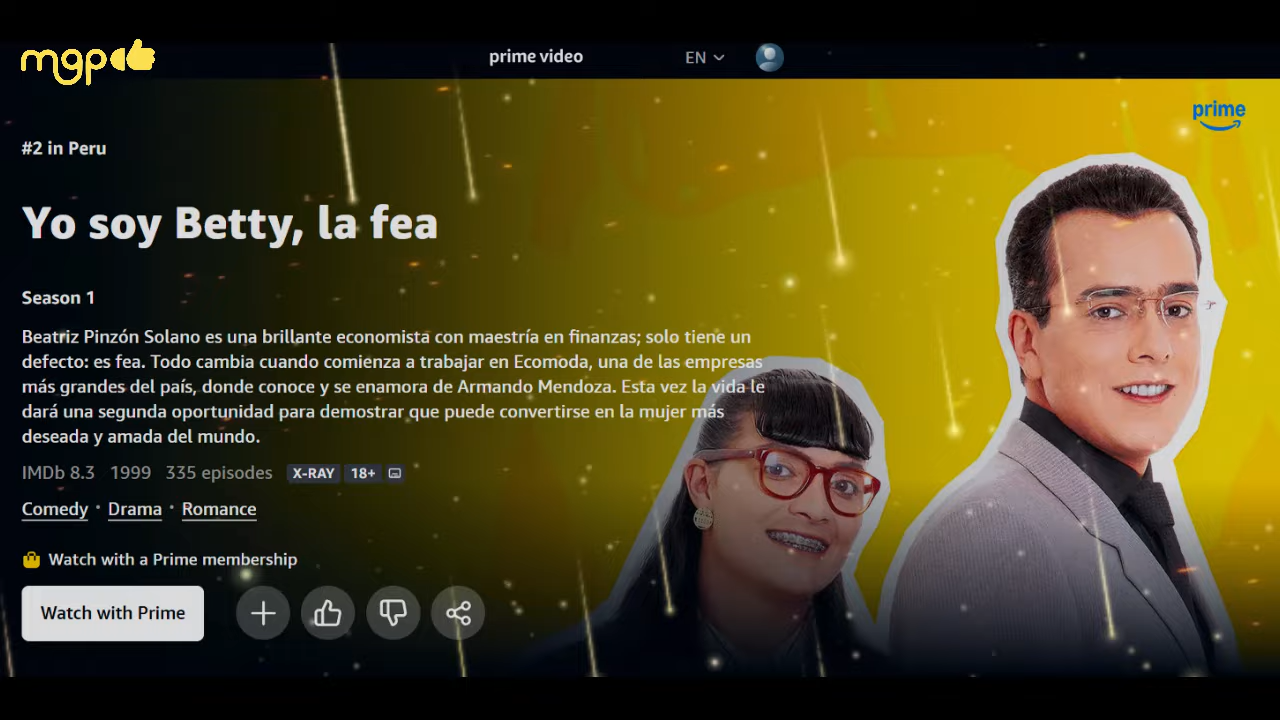 mgp
prime video
EN
prime
#2 in Peru
Yo soy Betty, la fea
Season 1
Beatriz Pinzón Solano es una brillante economista con maestría en finanzas; solo tiene un
defecto: es fea. Todo cambia cuando comienza a trabajar en Ecomoda, una de las empresas
más grandes del país, donde conoce y se enamora de Armando Mendoza. Esta vez la vida le
dará una segunda oportunidad para demostrar que puede convertirse en la mujer más
deseada y amada del mundo.
IMDb 8.3 1999 335 episodes X-RAY 18+
Comedy · Drama · Romance
Watch with a Prime membership
Watch with Prime